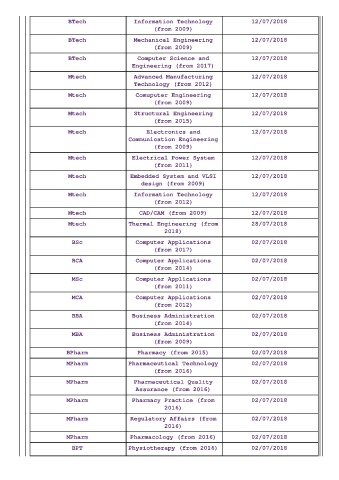 BTech Information Technology 12/07/2018
(from 2009)
BTech Mechanical Engineering 12/07/2018
(from 2009)
BTech Computer Science and 12/07/2018
Engineering (from 2017)
Mtech Advanced Manufacturing 12/07/2018
Technology (from 2012)
Mtech Comuputer Engineering 12/07/2018
(from 2009)
Mtech Structural Engineering 12/07/2018
(from 2015)
Mtech Electronics and 12/07/2018
Communication Engineering
(from 2009)
Mtech Electrical Power System 12/07/2018
(from 2011)
Mtech Embedded System and VLSI 12/07/2018
design (from 2009)
Mtech Information Technology 12/07/2018
(from 2012)
Mtech CAD/CAM (from 2009) 12/07/2018
Mtech Thermal Engineering (from 28/07/2018
2018)
BSc Computer Applications 02/07/2018
(from 2017)
BCA Computer Applications 02/07/2018
(from 2014)
MSc Computer Applications 02/07/2018
(from 2011)
MCA Computer Applications 02/07/2018
(from 2012)
BBA Business Administration 02/07/2018
(from 2014)
MBA Business Administration 02/07/2018
(from 2009)
BPharm Pharmacy (from 2015) 02/07/2018
MPharm Pharmaceutical Technology 02/07/2018
(from 2016)
MPharm Pharmaceutical Quality 02/07/2018
Assurance (from 2016)
MPharm Pharmacy Practice (from 02/07/2018
2016)
MPharm Regulatory Affairs (from 02/07/2018
2016)
MPharm Pharmacology (from 2016) 02/07/2018
BPT Physiotherapy (from 2016) 02/07/2018